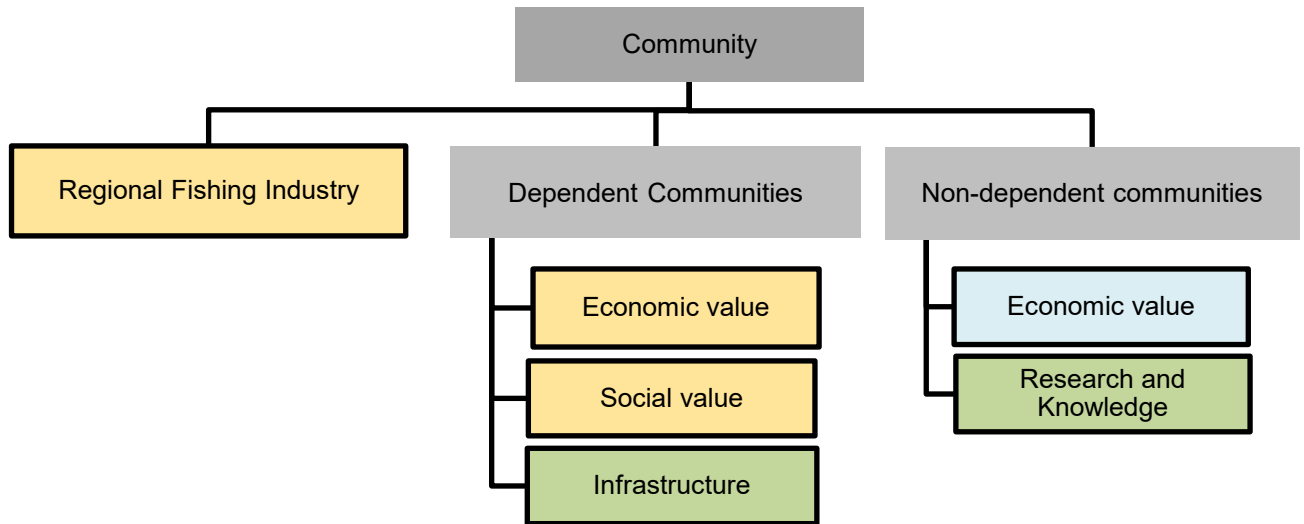 Community
Regional Fishing Industry
Dependent Communities
Non-dependent communities
Economic value
Social value
Infrastructure
Economic value
Research and
Knowledge